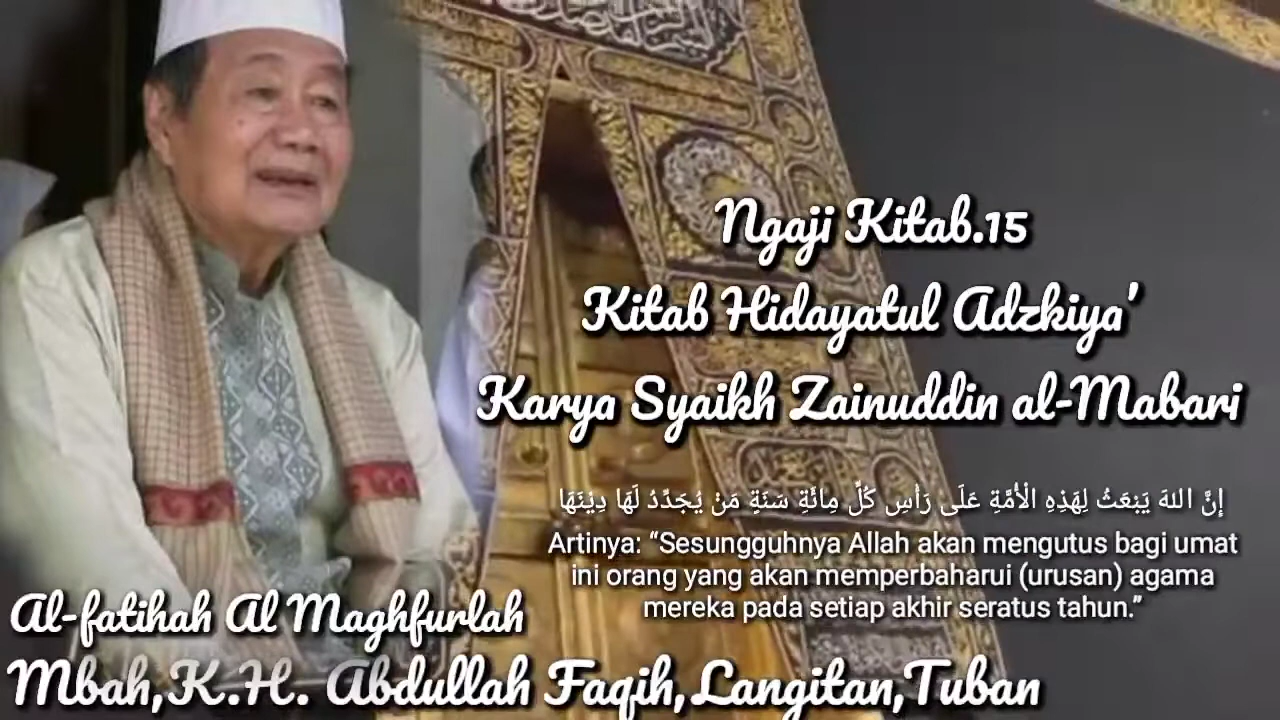 Ngaji Kitab.15
Kitab Hidayatul Adzkiya'
Karya Syaikh Zainuddin al-Mabari
إِنَّ اللهَ يَبْعَثُ لِهَذِهِ الْأُمَّةِ عَلَى رَأْسِ كُلِّ مِائَةِ سَنَةٍ مَنْ يُجَدِّدُ لَهَا دِيْنَهَا
Artinya: “Sesungguhnya Allah akan mengutus bagi umat
ini orang yang akan memperbaharui (urusan) agama
mereka pada setiap akhir seratus tahun.”
Al-fatihah Al Maghfurlah
Mbah,K.H. Abdullah Faqih,Langitan,Tuban